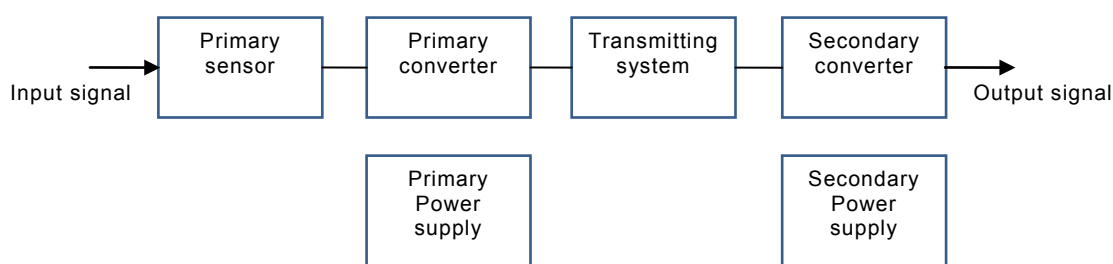 Primary
sensor
Primary
converter
Transmitting
system
Secondary
converter
Input signal
Output signal
Primary
Power
supply
Secondary
Power
supply